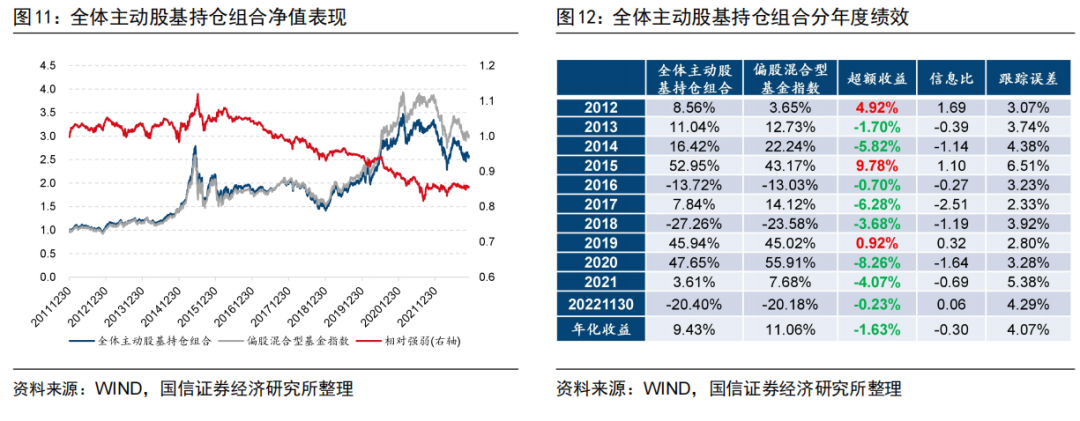 图11：全体主动股基持仓组合净值表现
4.5
4.0
3.5
3.0
2.5
2.0
1.5
1.0
0.5
0.0
1.2
1.1
1.0
0.9
0.8
0.7
0.6
20111230
20121230
20131230
20141230
20151230
20161230
20171230
20181230
20191230
20201230
20211230
全体主动股基持仓组合 偏股混合型基金指数 相对强弱(右轴)
资料来源：WIND，国信证券经济研究所整理
图12：全体主动股基持仓组合分年度绩效
全体主动股基持仓组合 偏股混合型基金指数 超额收益 信息比 跟踪误差
2012 8.56% 3.65% 4.92% 1.69 3.07%
2013 11.04% 12.73% -1.70% -0.39 3.74%
2014 16.42% 22.24% -5.82% -1.14 4.38%
2015 52.95% 43.17% 9.78% 1.10 6.51%
2016 -13.72% -13.03% -0.70% -0.27 3.23%
2017 7.84% 14.12% -6.28% -2.51 2.33%
2018 -27.26% -23.58% -3.68% -1.19 3.92%
2019 45.94% 45.02% 0.92% 0.32 2.80%
2020 47.65% 55.91% -8.26% -1.64 3.28%
2021 3.61% 7.68% -4.07% -0.69 5.38%
20221130 -20.40% -20.18% -0.23% 0.06 4.29%
年化收益 9.43% 11.06% -1.63% -0.30 4.07%
资料来源：WIND，国信证券经济研究所整理